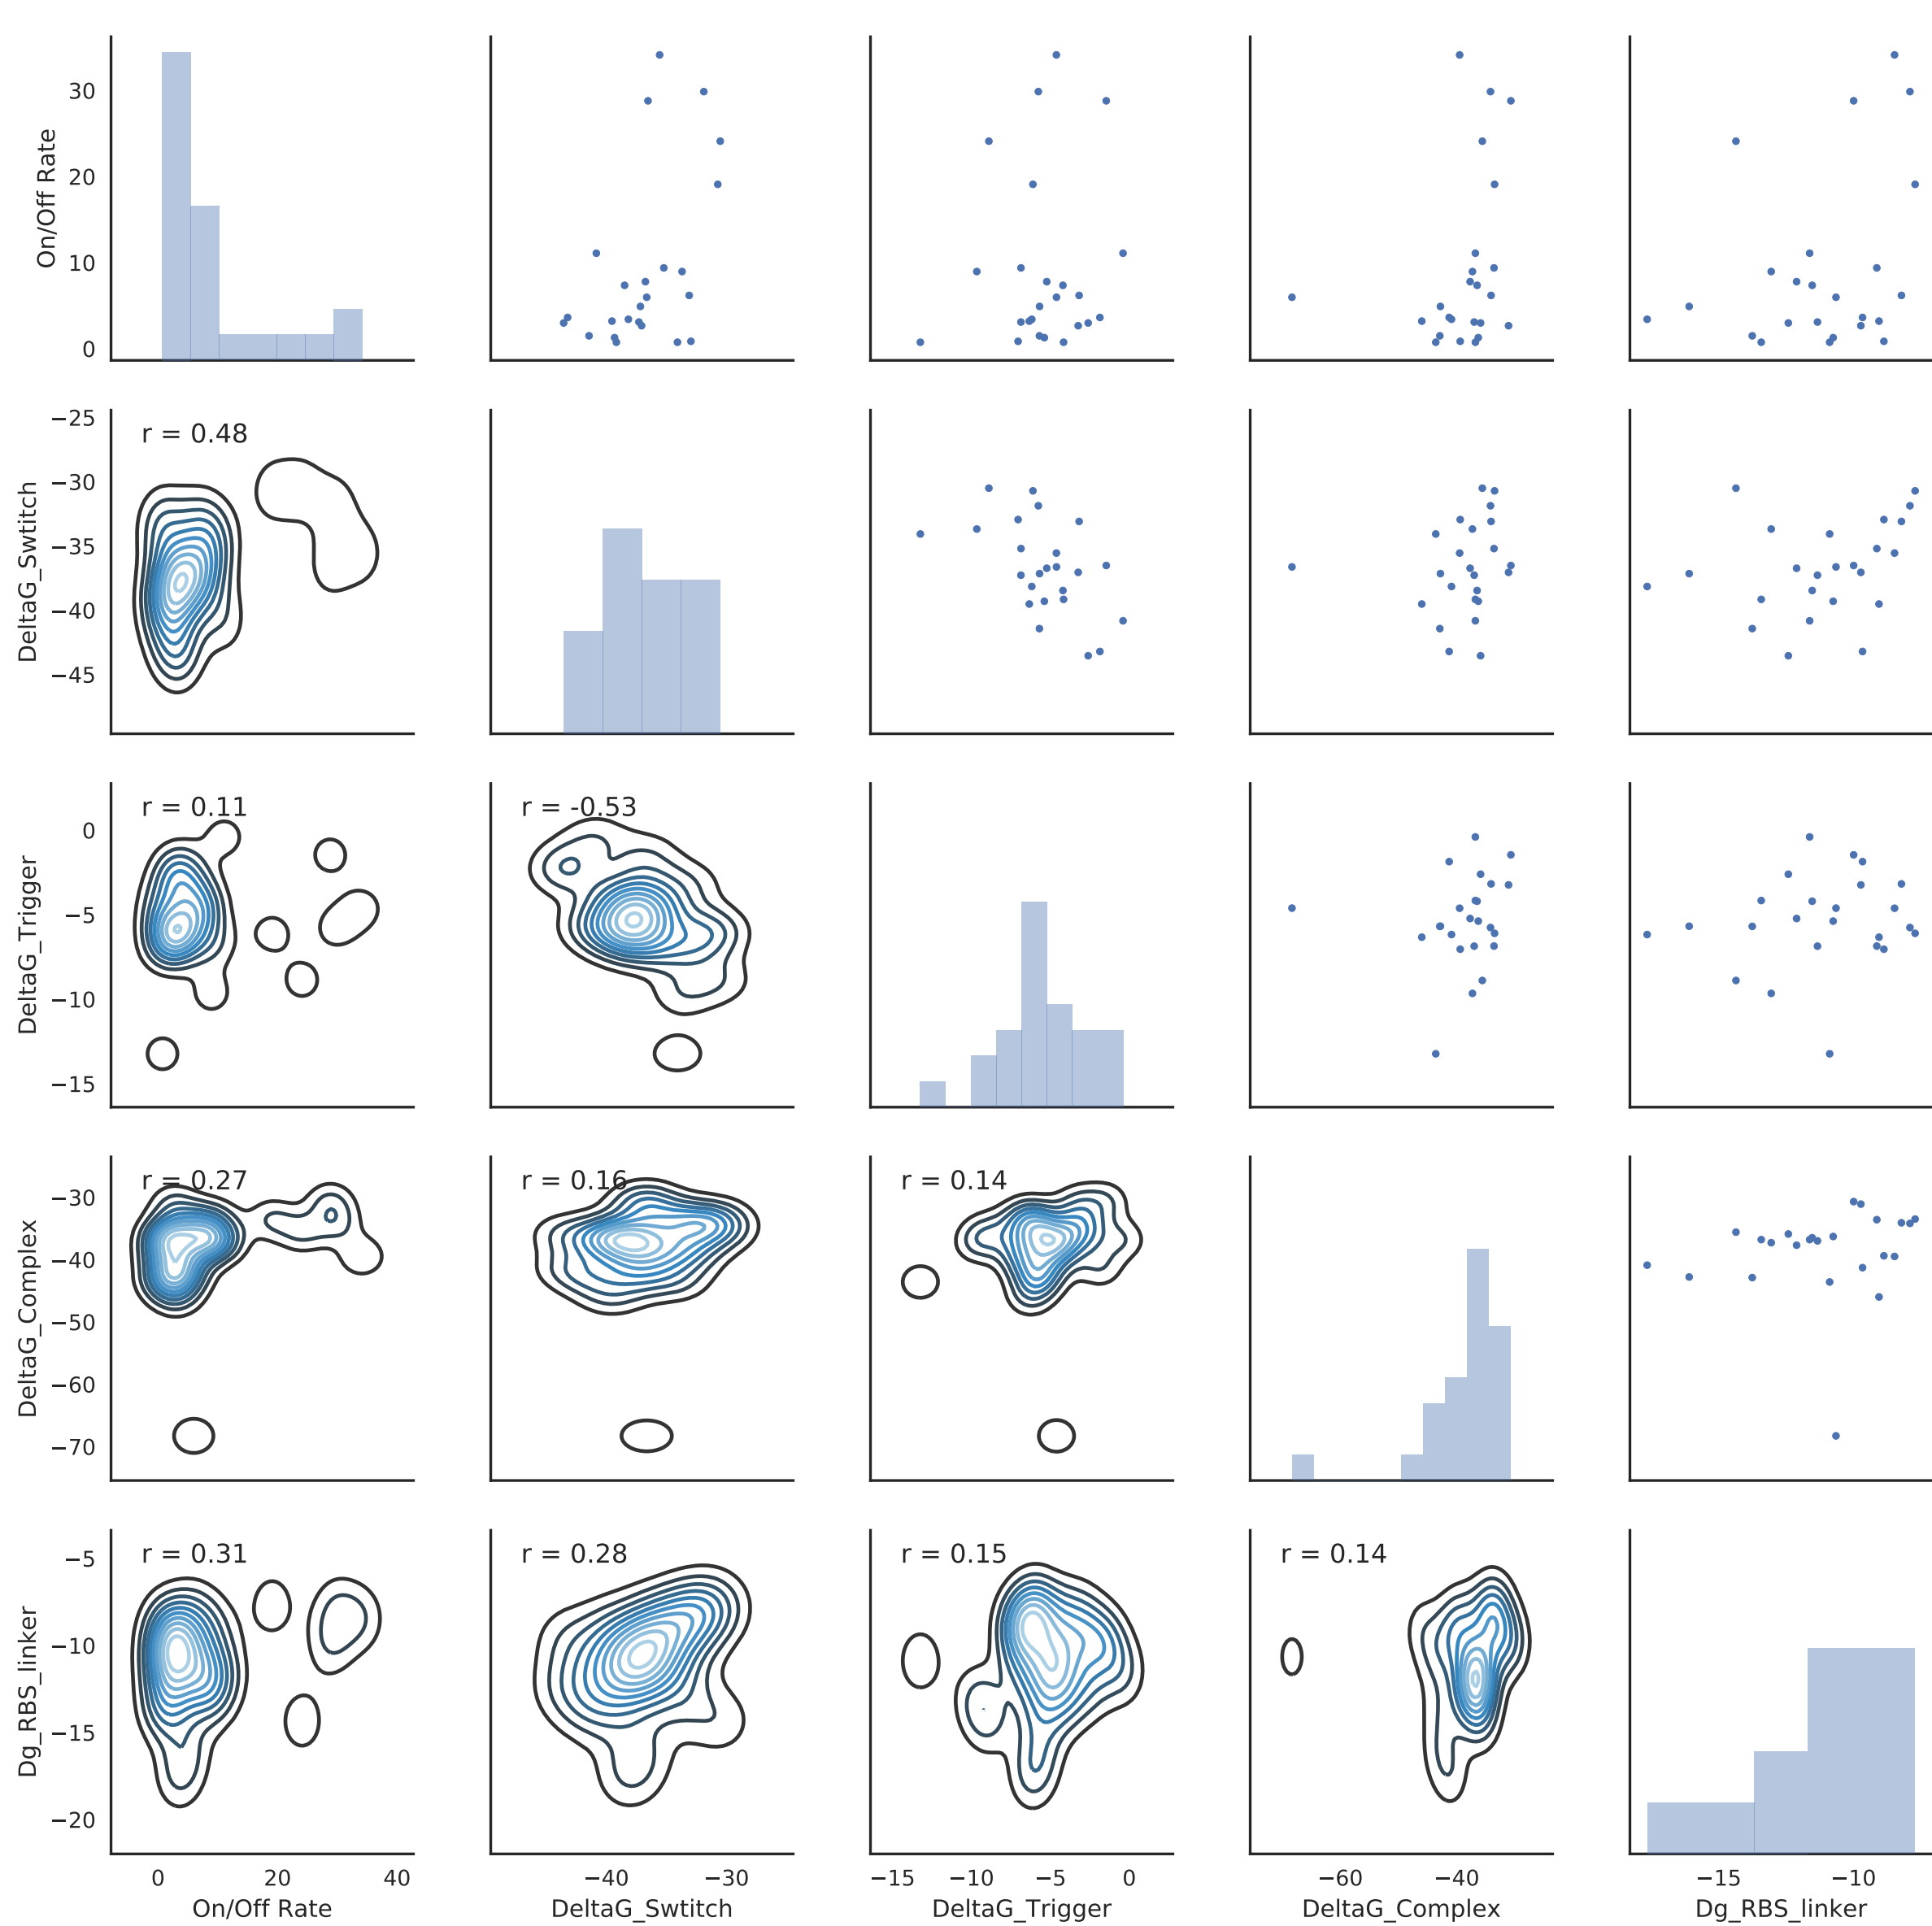 On/Off Rate
30
20
10
0
DeltaG_Swtitch
−25
−30
−35
−40
−45
r = 0.48
DeltaG_Trigger
0
−5
−10
−15
r = 0.11
r = -0.53
DeltaG_Complex
−30
−40
−50
−60
−70
r = 0.27
r = 0.16
r = 0.14
Dg_RBS_linker
−5
−10
−15
−20
r = 0.31
r = 0.28
r = 0.15
r = 0.14
0 20 40
−40 −30
−15 −10 −5 0
−60 −40
−15 −10
On/Off Rate
DeltaG_Swtitch
DeltaG_Trigger
DeltaG_Complex
Dg_RBS_linker